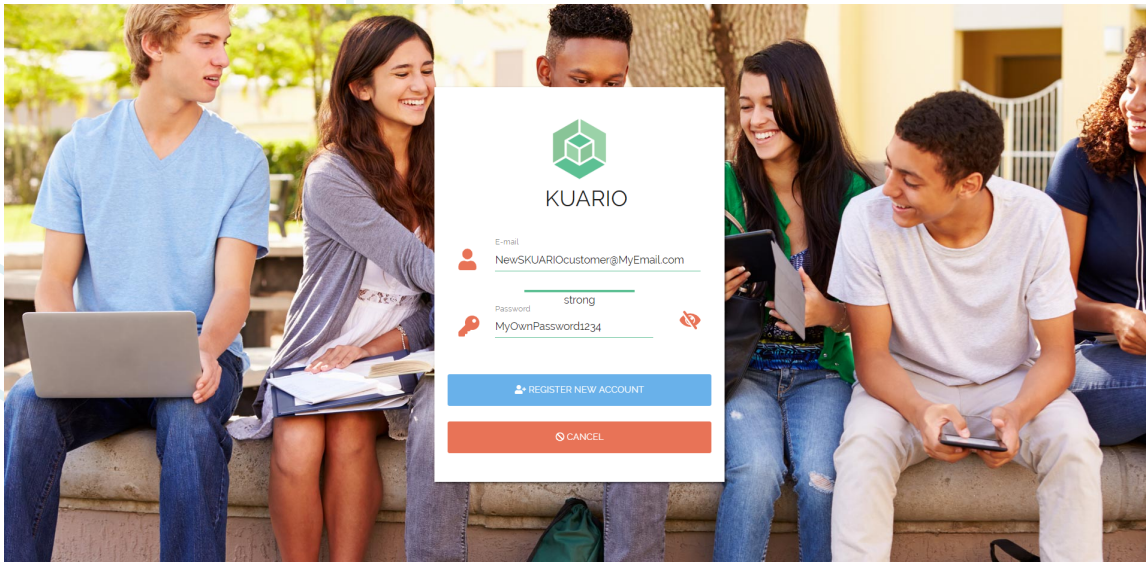 KUARIO
E-mail
NewSKUARIOcustomer@MyEmail.com
strong
Password
MyOwnPassword1234
REGISTER NEW ACCOUNT
CANCEL